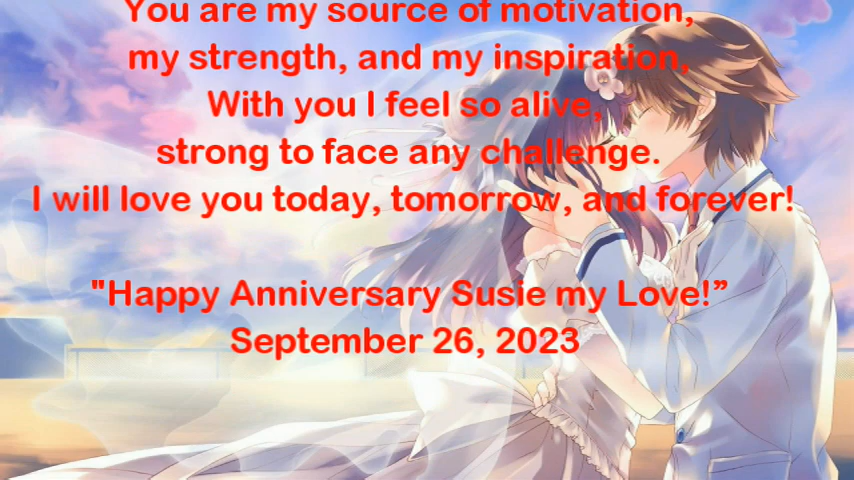 You are my source of motivation,
my strength, and my inspiration,
With you I feel so alive,
strong to face any challenge.
I will love you today, tomorrow, and forever!
"Happy Anniversary Susie my Love!”
September 26, 2023